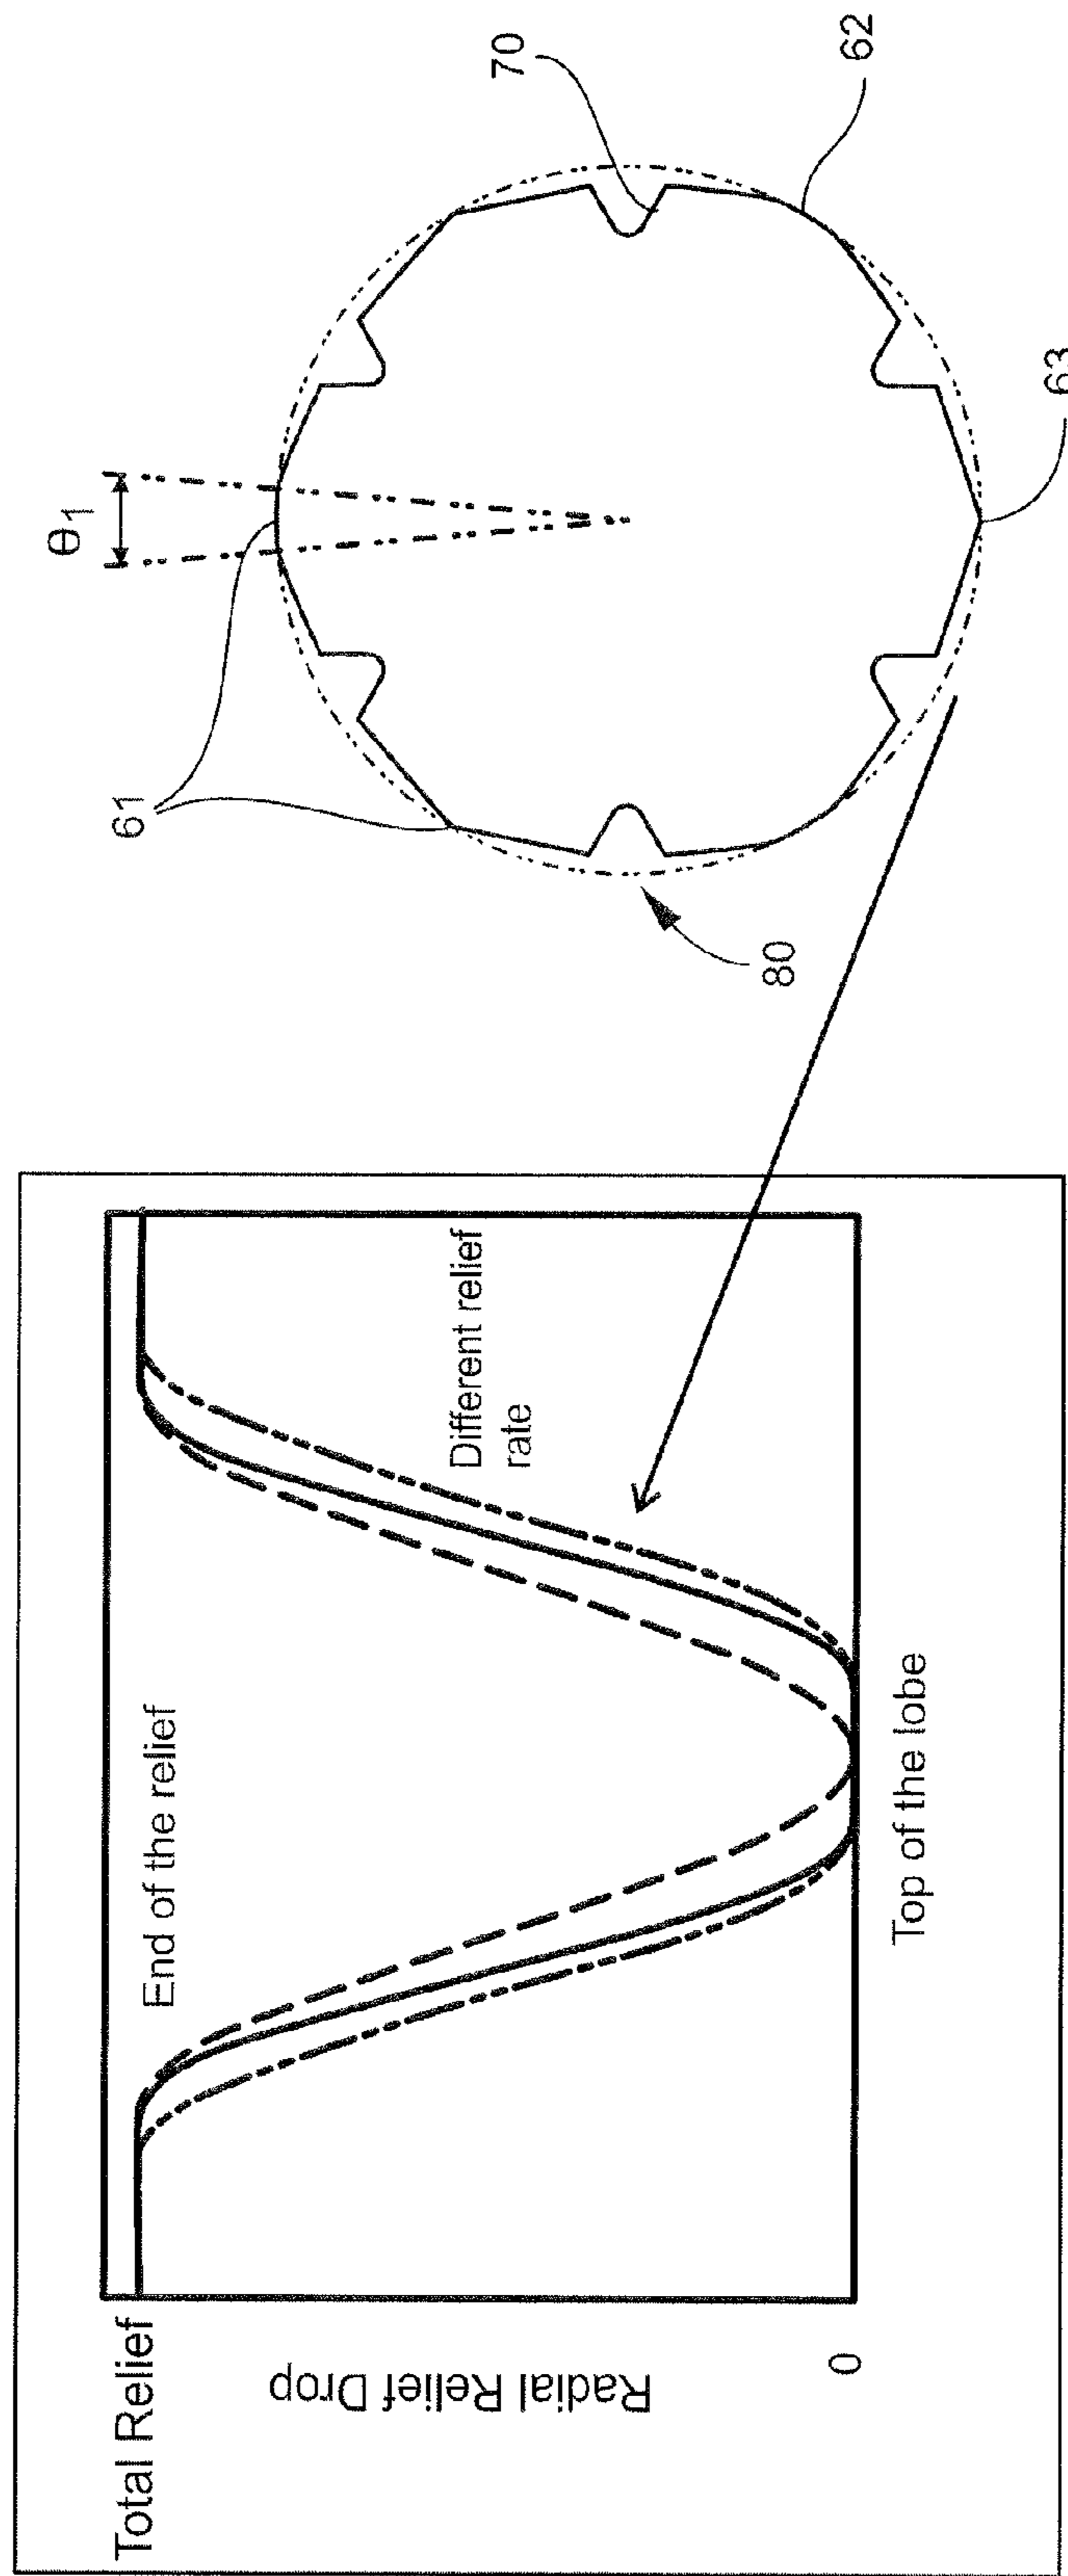 Total Relief
End of the relief
Different relief
rate
Radial Relief Drop
0
Top of the lobe
61
θ1
70
62
63
80